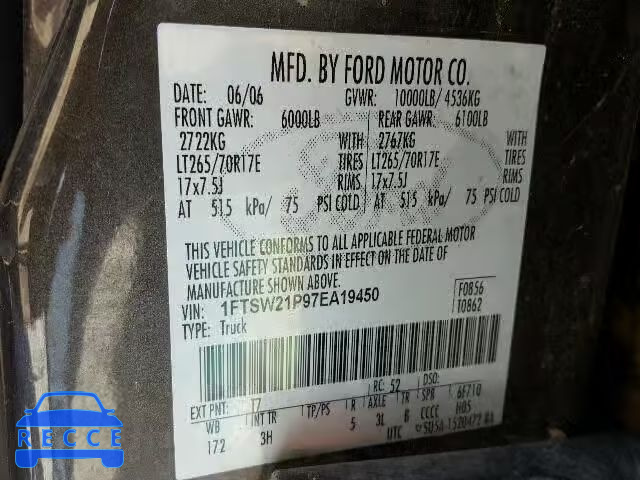 MFD. BY FORD MOTOR CO.
DATE: 06/06 GVWR: 10000LB/ 4536KG
FRONT GAWR: 6000LB REAR GAWR: 6100LB
2722KG WITH 2767KG WITH
LT265/70R17E TIRES LT265/70R17E TIRES
17x7.5J RIMS 17x7.5J RIMS
AT 515 kPa/ 75 PSI COLD AT 515 kPa/ 75 PSI COLD
THIS VEHICLE CONFORMS TO ALL APPLICABLE FEDERAL MOTOR
VEHICLE SAFETY STANDARDS IN EFFECT ON THE DATE OF
MANUFACTURE SHOWN ABOVE.
VIN: 1FTSW21P97EA19450 F0856
TYPE: Truck T0862
EXT PNT: 17 RC: 52 DSO:
WB INT TR TP/PS R AXLE TR SPR 6F710
172 3H 5 3L B CCCC H05
UTC
RECCE